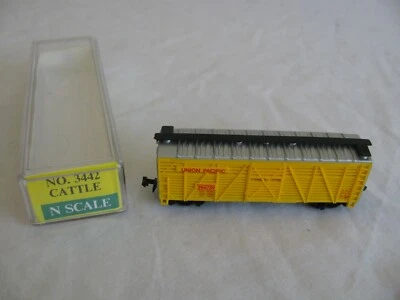 NO. 3442
CATTLE
N SCALE
UNION PACIFIC